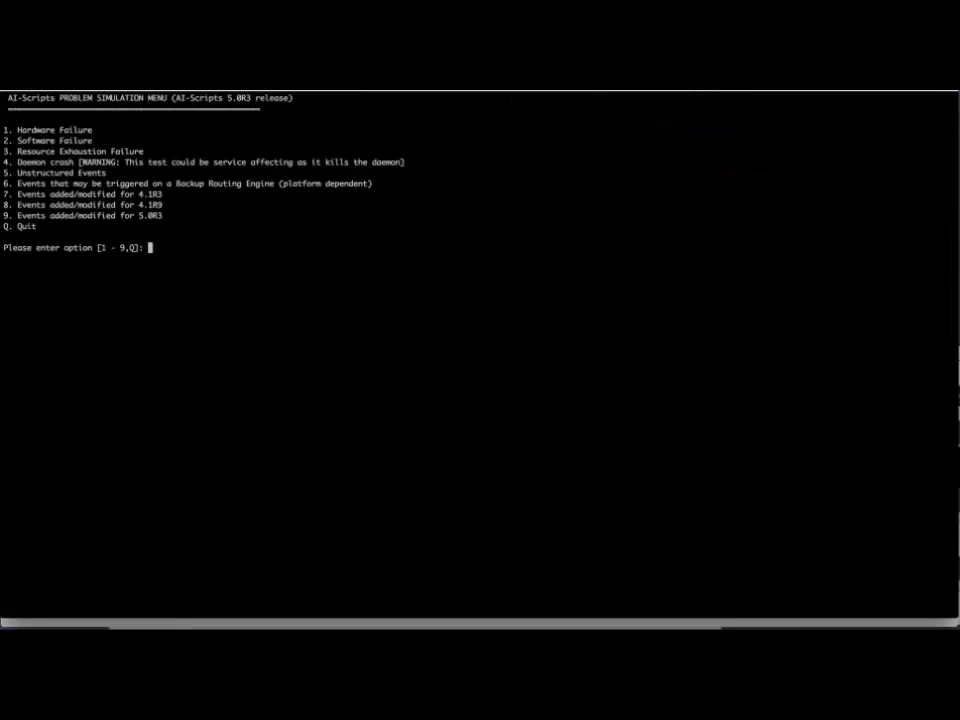 AI-Scripts PROBLEM SIMULATION MENU (AI-Scripts 5.0R3 release)
1. Hardware Failure
2. Software Failure
3. Resource Exhaustion Failure
4. Daemon crash [WARNING: This test could be service affecting as it kills the daemon]
5. Unstructured Events
6. Events that may be triggered on a Backup Routing Engine (platform dependent)
7. Events added/modified for 4.1R3
8. Events added/modified for 4.1R9
9. Events added/modified for 5.0R3
Q. Quit
Please enter option [1 - 9,Q]: